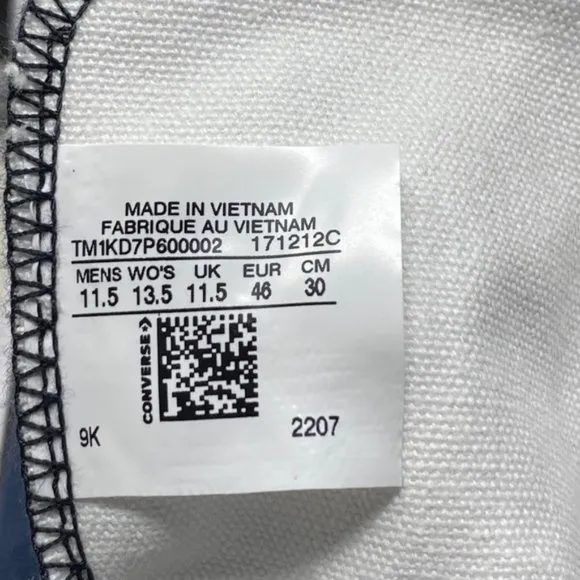 MADE IN VIETNAM
FABRIQUE AU VIETNAM
TM1KD7P600002 171212C
MENS WO'S UK EUR CM
11.5 13.5 11.5 46 30
CONVERSE
9K 2207